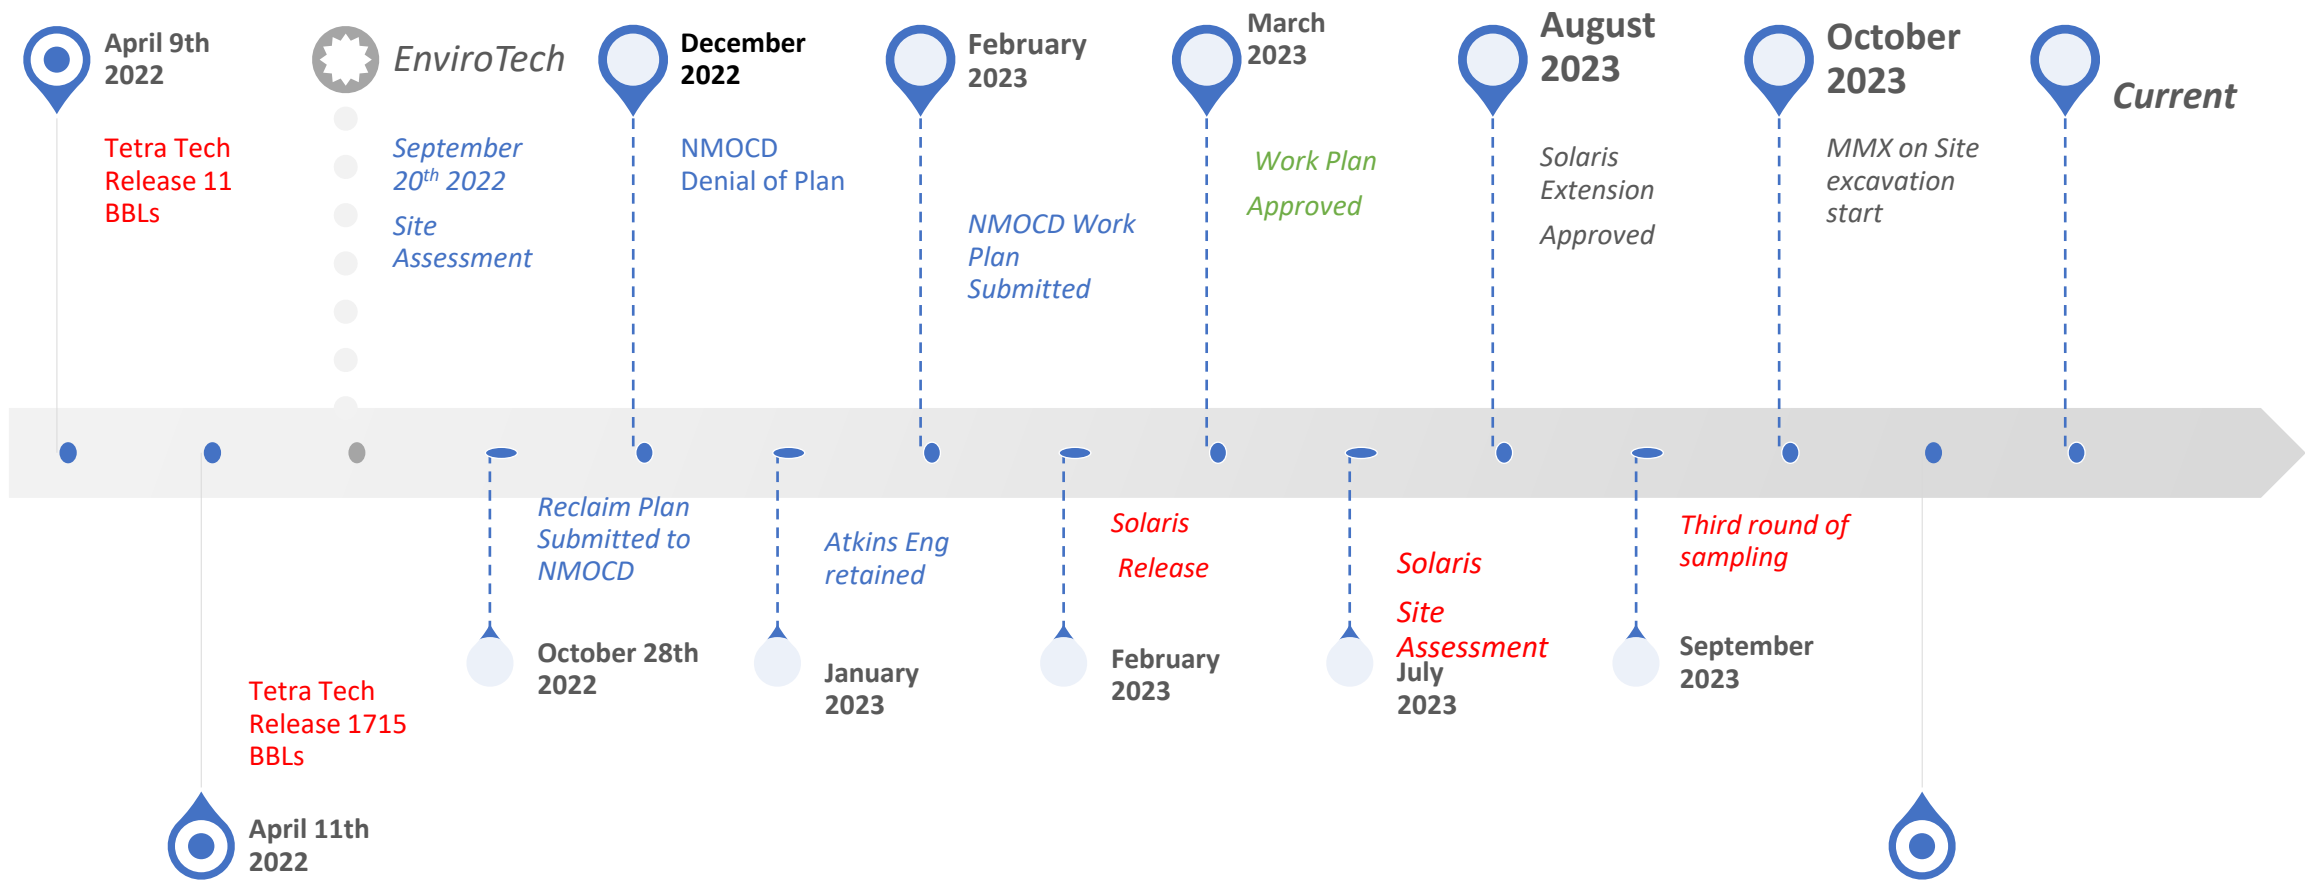 April 9th
2022
Tetra Tech
Release 11
BBLs
EnviroTech
September
20th 2022
Site
Assessment
December
2022
NMOCD
Denial of Plan
February
2023
NMOCD Work
Plan
Submitted
March
2023
Work Plan
Approved
August
2023
Solaris
Extension
Approved
October
2023
MMX on Site
excavation
start
Current
Tetra Tech
Release 1715
BBLs
April 11th
2022
Reclaim Plan
Submitted to
NMOCD
October 28th
2022
Atkins Eng
retained
January
2023
Solaris
Release
February
2023
Solaris
Site
Assessment
July
2023
Third round of
sampling
September
2023